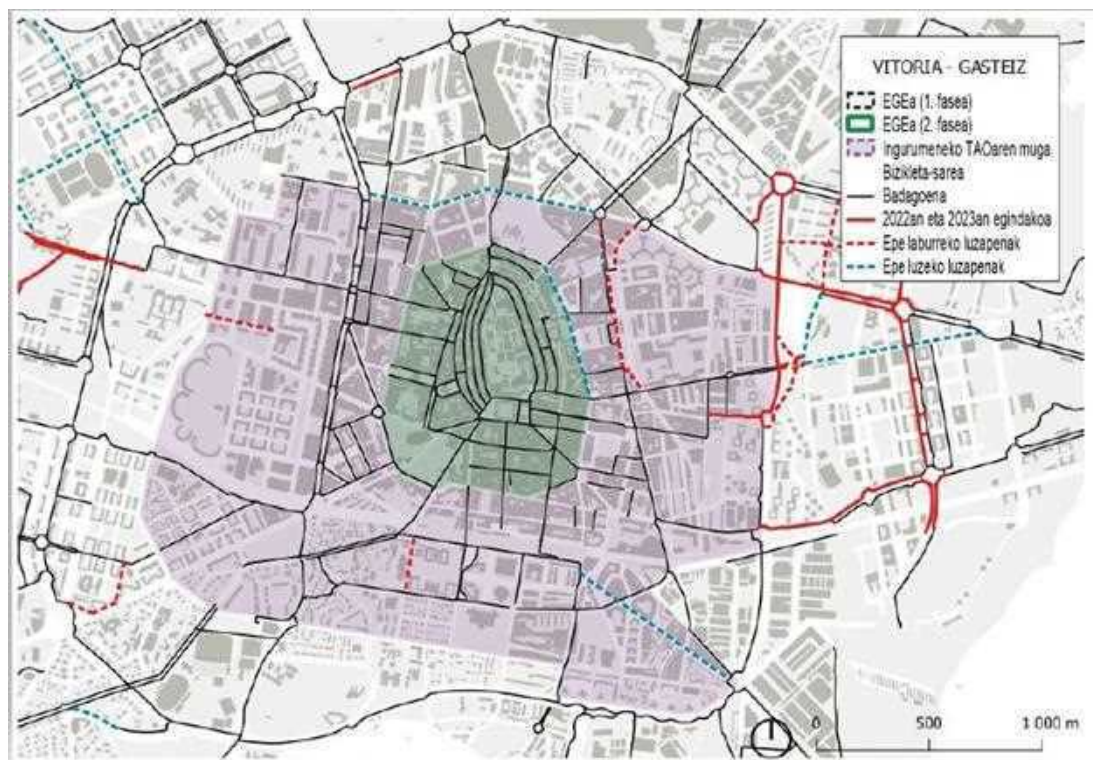 VITORIA - GASTEIZ
EGEa (1. fasea)
EGEa (2. fasea)
Ingurumeneko TAOaren muga
Bizikleta-sarea
Badagoena
2022an eta 2023an egindakoa
Epe laburreko luzapenak
Epe luzeko luzapenak
0 500 1 000 m